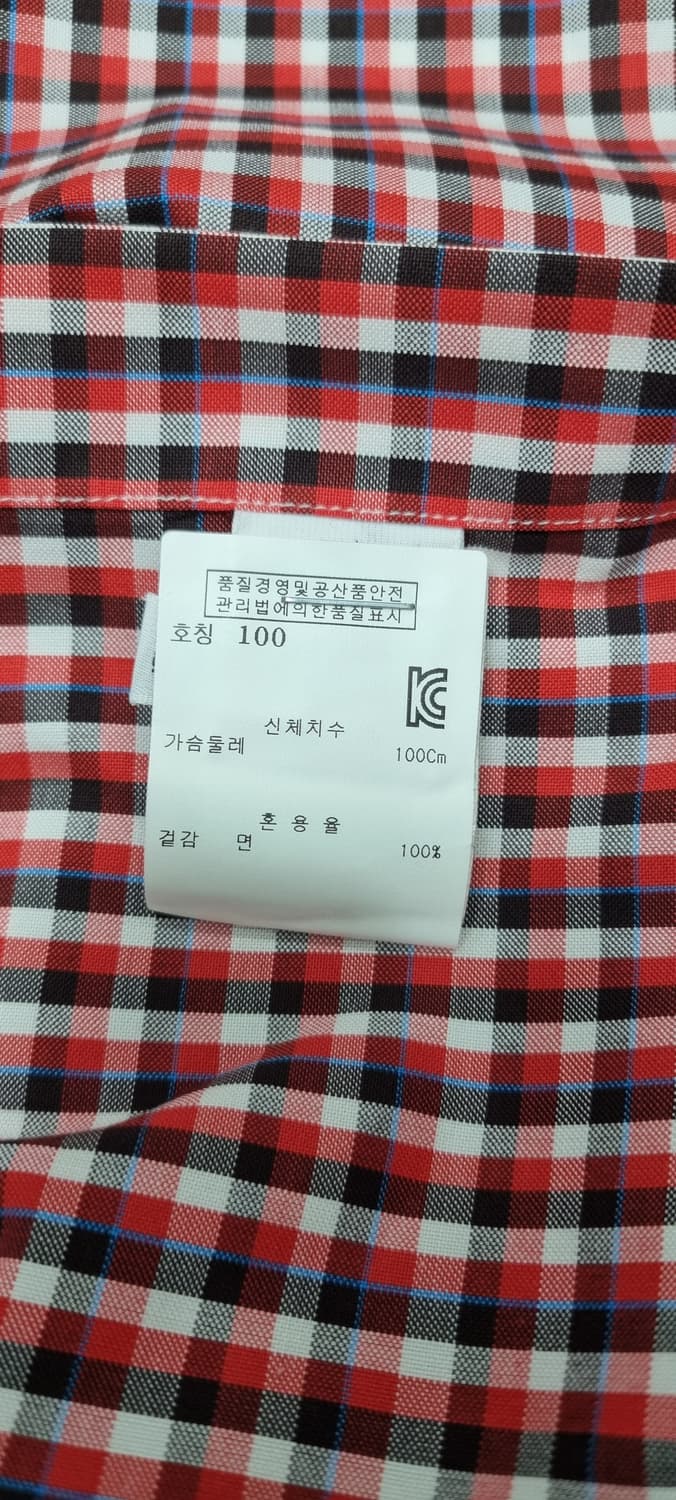 품질경영및공산품안전
관리법에의한품질표시
호칭 100
KC
신체치수
가슴둘레 100Cm
혼 용 율
겉감 면 100%